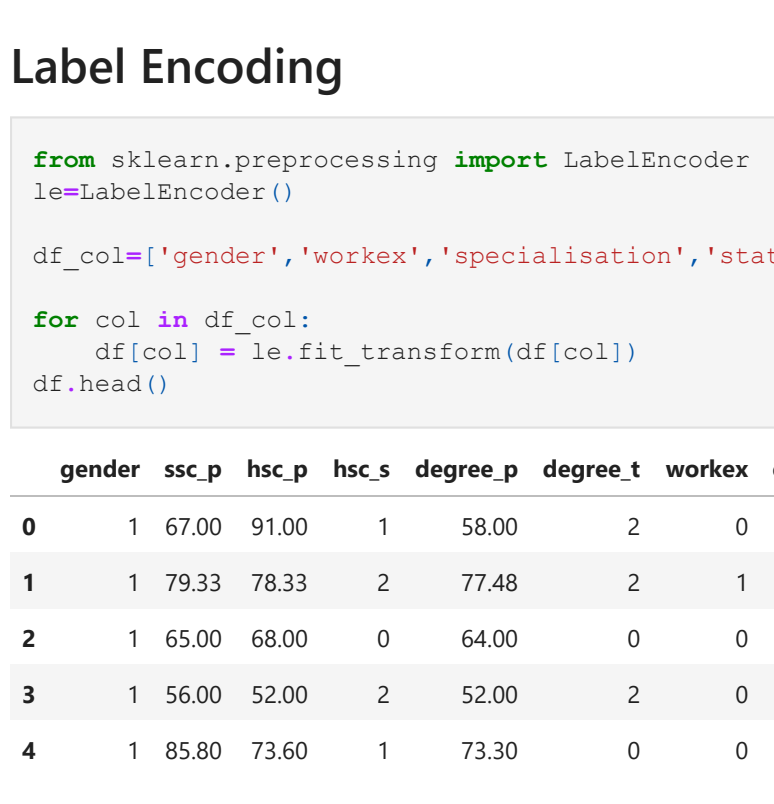 Label Encoding
from sklearn.preprocessing import LabelEncoder
le=LabelEncoder()
df_col=['gender','workex','specialisation','stat
for col in df_col:
    df[col] = le.fit_transform(df[col])
df.head()
gender ssc_p hsc_p hsc_s degree_p degree_t workex
0 1 67.00 91.00 1 58.00 2 0
1 1 79.33 78.33 2 77.48 2 1
2 1 65.00 68.00 0 64.00 0 0
3 1 56.00 52.00 2 52.00 2 0
4 1 85.80 73.60 1 73.30 0 0